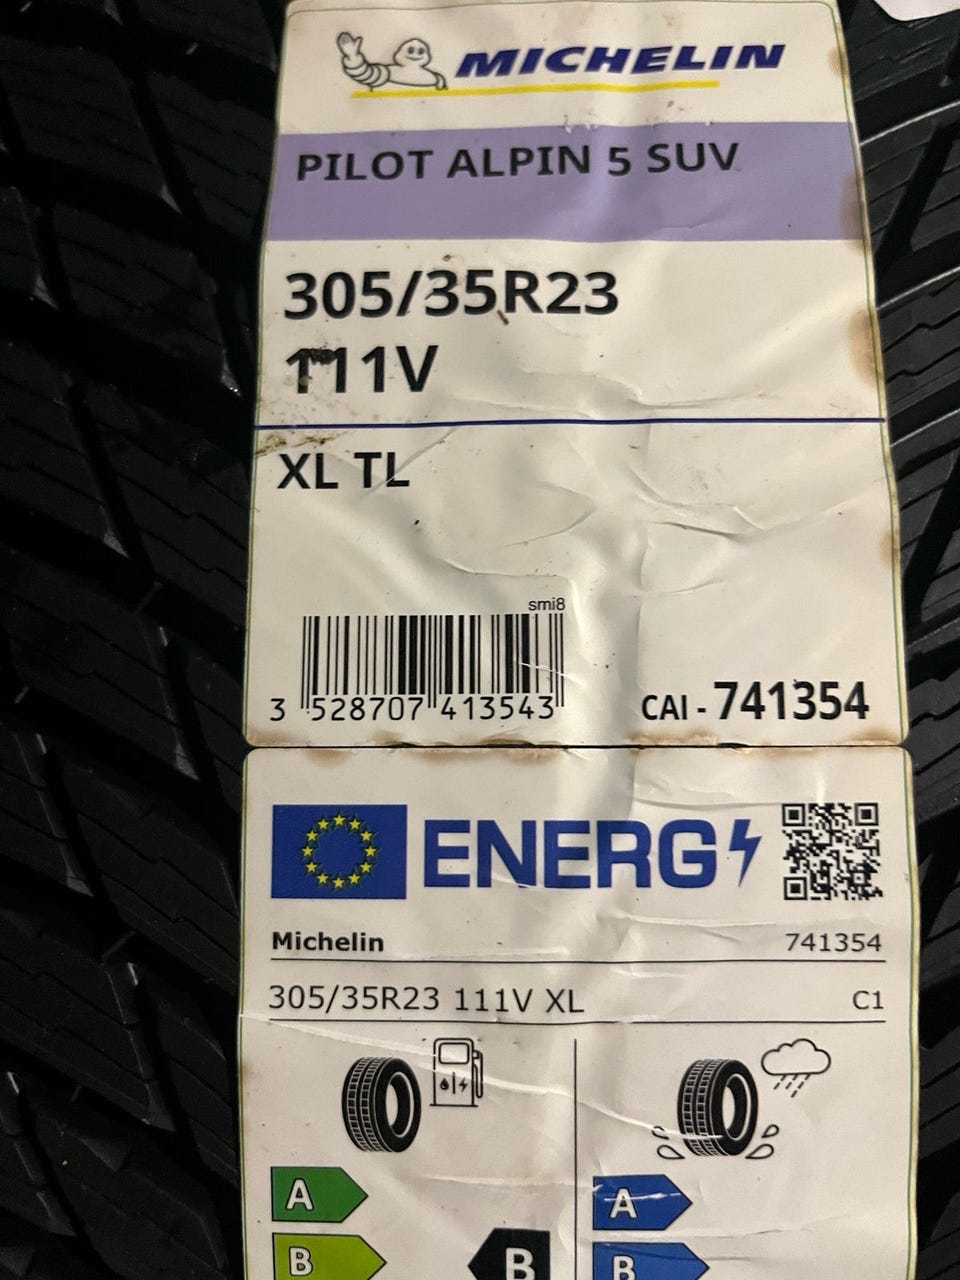 MICHELIN
PILOT ALPIN 5 SUV
305/35R23
111V
XL TL
smi8
3 528707 413543
CAI - 741354
ENERG
Michelin 741354
305/35R23 111V XL C1
A A
B B B